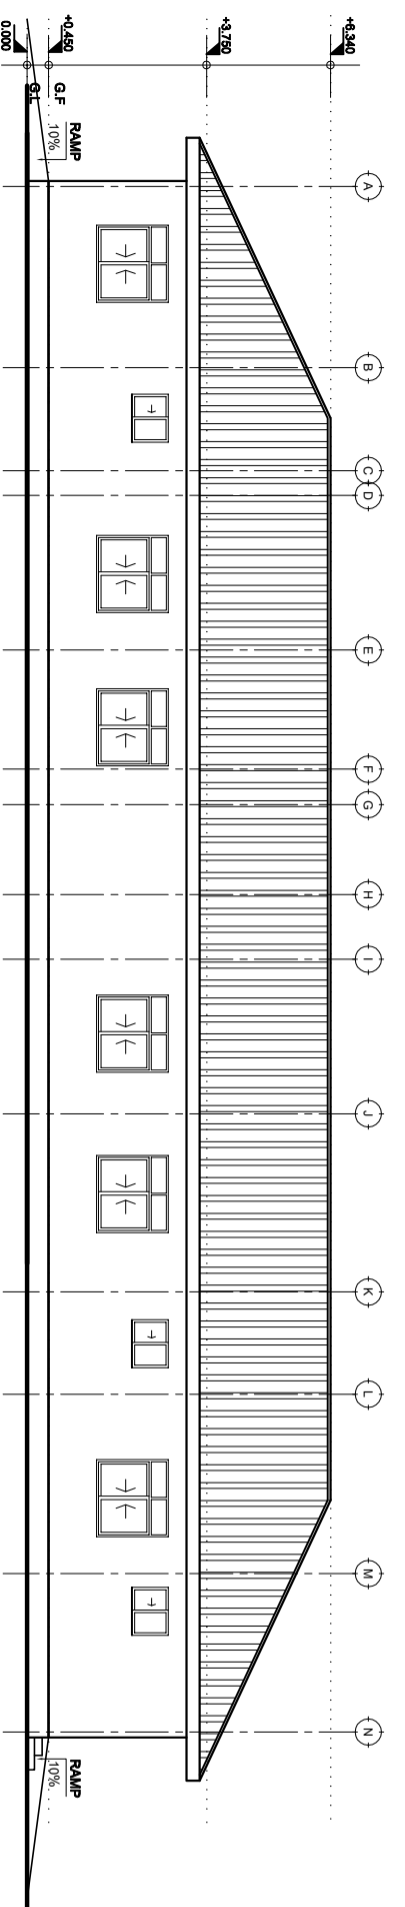 +6.340
+3.750
+0.450
0.000
G.F
G.L
RAMP
10%
A
B
C
D
E
F
G
H
I
J
K
L
M
N
RAMP
10%